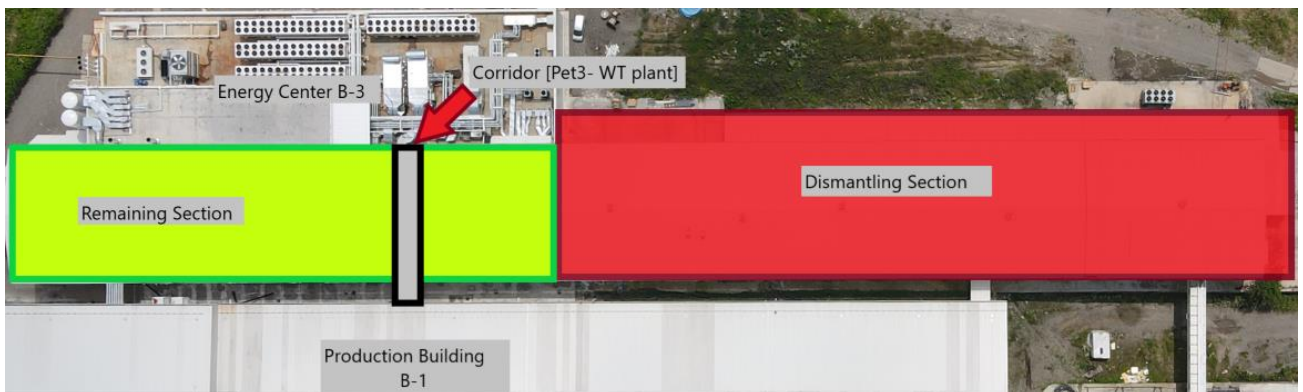 Corridor [Pet3- WT plant]
Energy Center B-3
Dismantling Section
Remaining Section
Production Building
B-1